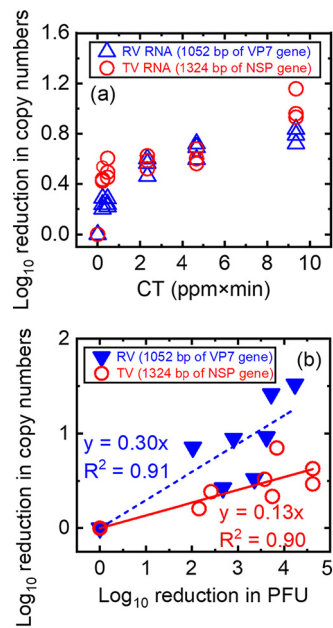 RV RNA (1052 bp of VP7 gene)
TV RNA (1324 bp of NSP gene)
(a)
Log10 reduction in copy numbers
1.6
1.2
0.8
0.4
0.0
0 2 4 6 8 10
CT (ppm×min)
RV (1052 bp of VP7 gene)
TV (1324 bp of NSP gene)
(b)
Log10 reduction in copy numbers
2
1
0
y = 0.30x
R² = 0.91
y = 0.13x
R² = 0.90
0 1 2 3 4 5
Log10 reduction in PFU